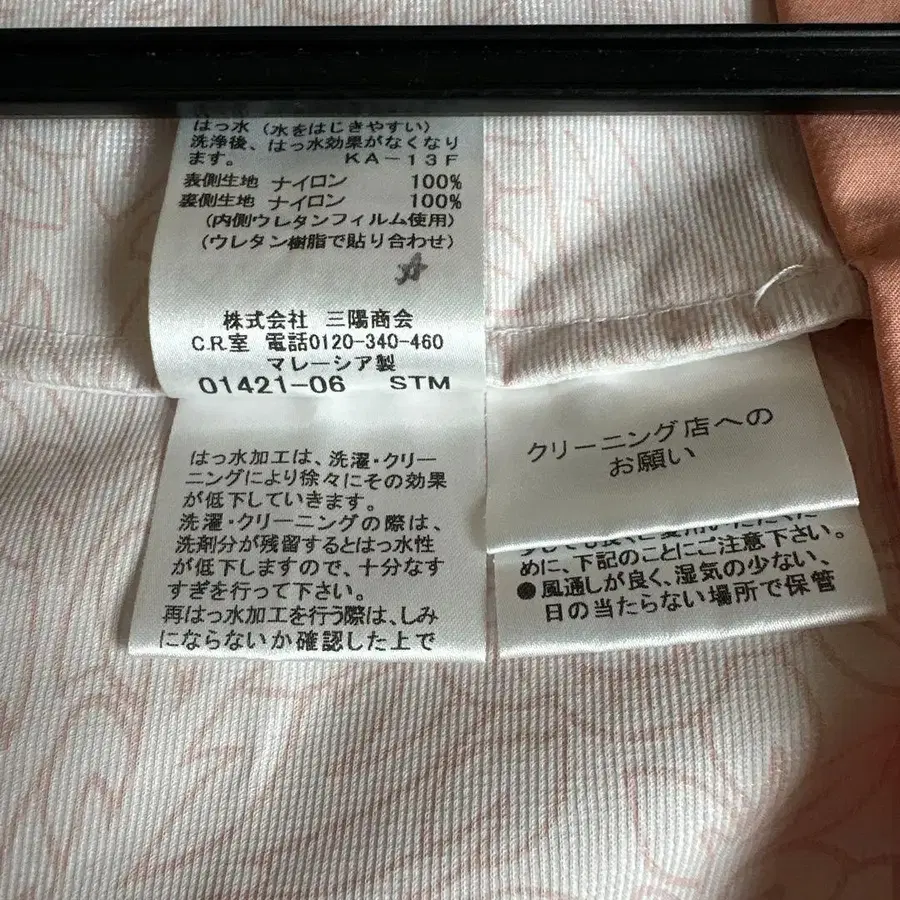 はっ水（水をはじきやすい）
洗浄後、はっ水効果がなくなり
ます。 KA-13F
表側生地 ナイロン 100%
裏側生地 ナイロン 100%
（内側ウレタンフィルム使用）
（ウレタン樹脂で貼り合わせ）
株式会社 三陽商会
C.R.室 電話0120-340-460
マレーシア製
01421-06 STM
はっ水加工は、洗濯・クリー
ニングにより徐々にその効果
が低下していきます。
洗濯・クリーニングの際は、
洗剤分が残留するとはっ水性
が低下しますので、十分なす
すぎを行って下さい。
再はっ水加工を行う際は、しみ
にならないか確認した上で
クリーニング店への
お願い
めに、下記のことにご注意下さい。
●風通しが良く、湿気の少ない、
日の当たらない場所で保管